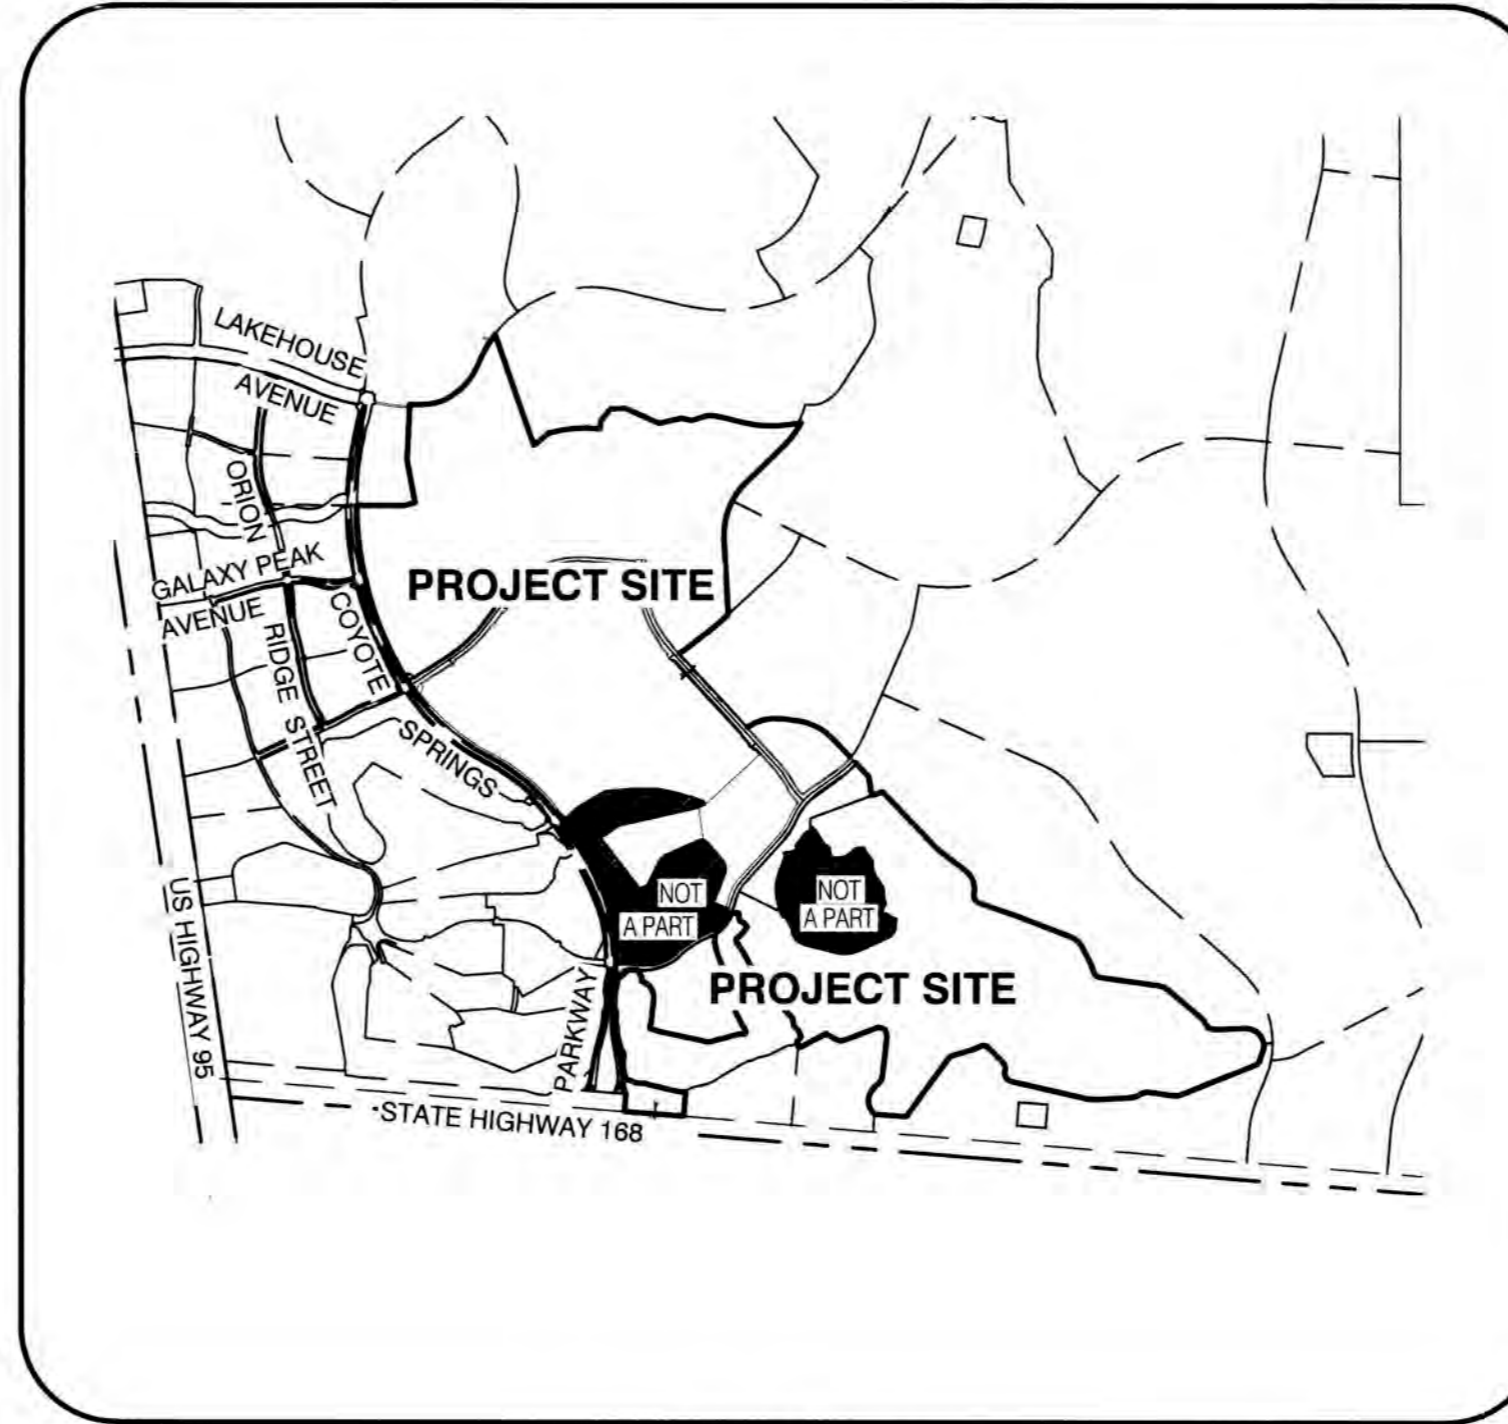 LAKEHOUSE
AVENUE
ORION
GALAXY PEAK
AVENUE
PROJECT SITE
COYOTE
RIDGE STREET
SPRINGS
NOT
A PART
NOT
A PART
PROJECT SITE
US HIGHWAY 95
PARKWAY
STATE HIGHWAY 168